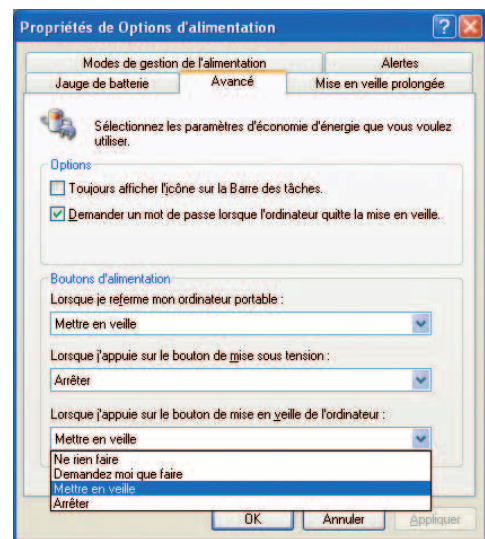 Propriétés de Options d'alimentation
Modes de gestion de l'alimentation Alertes
Jauge de batterie Avancé Mise en veille prolongée
Sélectionnez les paramètres d'économie d'énergie que vous voulez
utiliser.
Options
Toujours afficher l'icône sur la Barre des tâches.
Demander un mot de passe lorsque l'ordinateur quitte la mise en veille.
Boutons d'alimentation
Lorsque je referme mon ordinateur portable :
Mettre en veille
Lorsque j'appuie sur le bouton de mise sous tension :
Arrêter
Lorsque j'appuie sur le bouton de mise en veille de l'ordinateur :
Mettre en veille
Ne rien faire
Demandez moi que faire
Mettre en veille
Arrêter
OK Annuler Appliquer